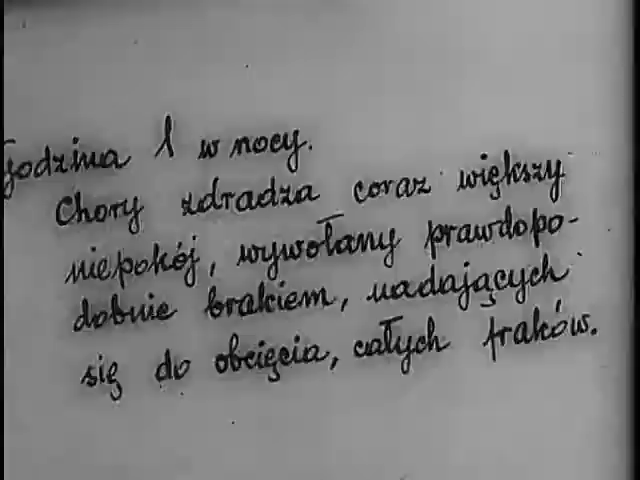 Godzina 1 w nocy.
Chory zdradza coraz większy
niepokój, wywołany prawdopo-
dobnie brakiem, nadających
się do obcięcia, całych fraków.